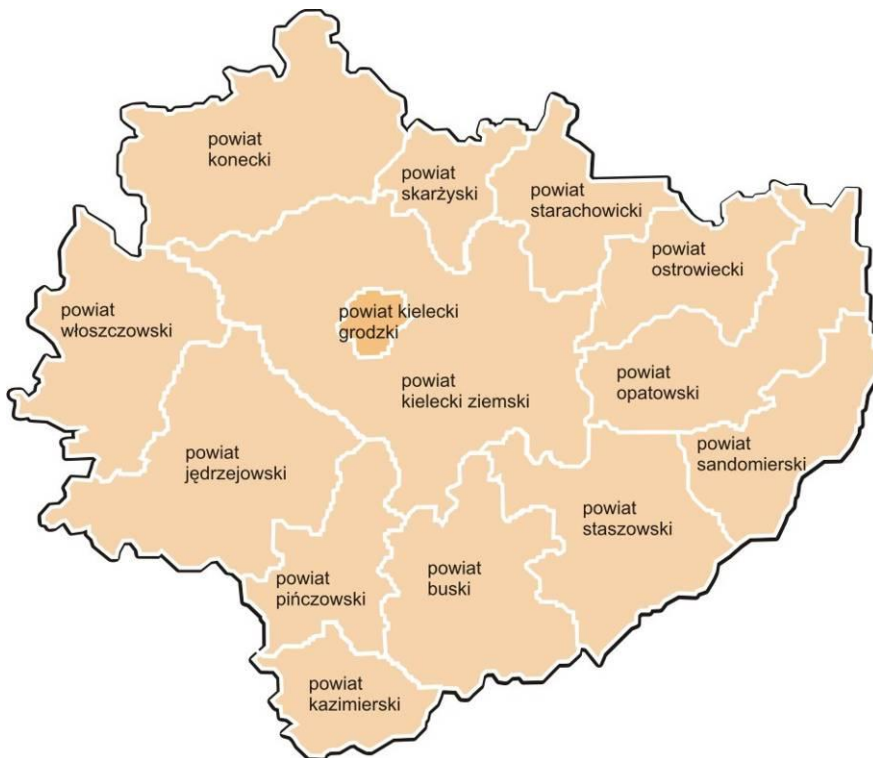 powiat
konecki
powiat
skarżyski
powiat
starachowicki
powiat
ostrowiecki
powiat
włoszczowski
powiat kielecki
grodzki
powiat
kielecki ziemski
powiat
opatowski
powiat
sandomierski
powiat
jędrzejowski
powiat
staszowski
powiat
pińczowski
powiat
buski
powiat
kazimierski